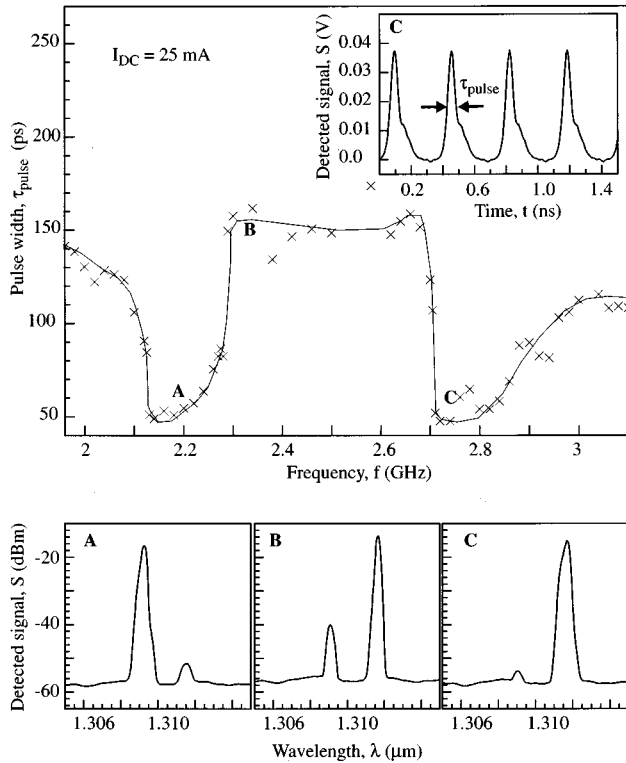 270
250
200
150
100
50
Pulse width, τpulse (ps)
I_DC = 25 mA
C
0.04
0.03
0.02
0.01
0.0
Detected signal, S (V)
τpulse
0.2 0.6 1.0 1.4
Time, t (ns)
B
A
C
2 2.2 2.4 2.6 2.8 3
Frequency, f (GHz)
A
B
C
-20
-40
-60
Detected signal, S (dBm)
1.306 1.310 1.306 1.310 1.306 1.310
Wavelength, λ (μm)